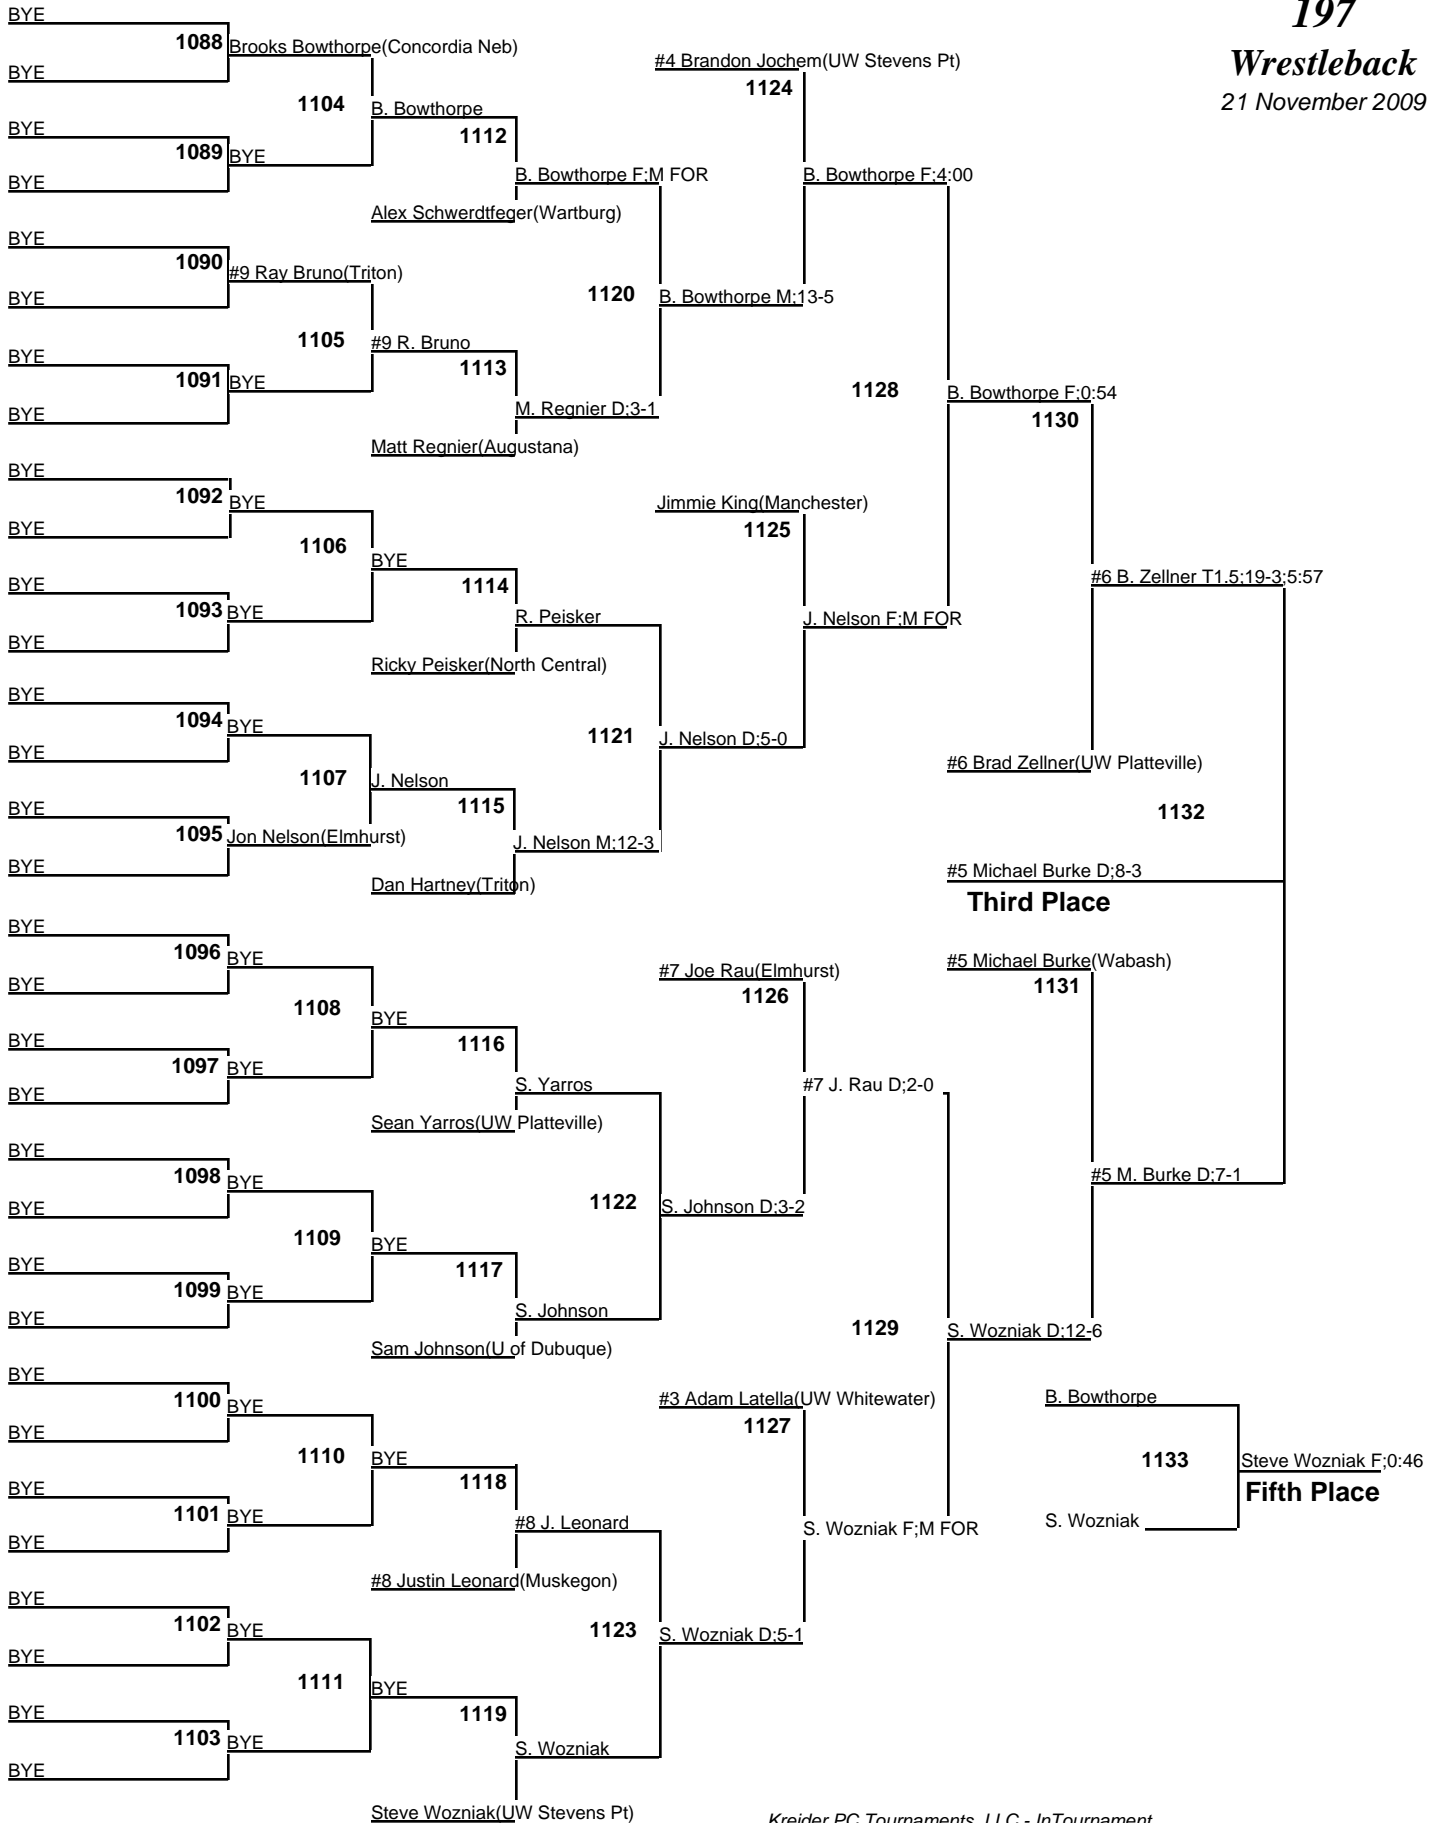 197
Wrestleback
21 November 2009
BYE
1088
Brooks Bowthorpe(Concordia Neb)
BYE
1104
B. Bowthorpe
BYE
1089
BYE
BYE
1112
B. Bowthorpe F;M FOR
Alex Schwerdtfeger(Wartburg)
BYE
1090
#9 Ray Bruno(Triton)
BYE
1105
#9 R. Bruno
BYE
1091
BYE
BYE
1113
M. Regnier D;3-1
Matt Regnier(Augustana)
1120
B. Bowthorpe M;13-5
#4 Brandon Jochem(UW Stevens Pt)
1124
B. Bowthorpe F;4:00
BYE
1092
BYE
BYE
1106
BYE
BYE
1093
BYE
BYE
1114
R. Peisker
Ricky Peisker(North Central)
BYE
1094
BYE
BYE
1107
J. Nelson
BYE
1095
Jon Nelson(Elmhurst)
BYE
1115
J. Nelson M;12-3
Dan Hartney(Triton)
1121
J. Nelson D;5-0
Jimmie King(Manchester)
1125
J. Nelson F;M FOR
1128
B. Bowthorpe F;0:54
1130
#6 B. Zellner T1.5;19-3;5:57
#6 Brad Zellner(UW Platteville)
1132
#5 Michael Burke D;8-3
Third Place
BYE
1096
BYE
BYE
1108
BYE
BYE
1097
BYE
BYE
1116
S. Yarros
Sean Yarros(UW Platteville)
BYE
1098
BYE
BYE
1109
BYE
BYE
1099
BYE
BYE
1117
S. Johnson
Sam Johnson(U of Dubuque)
1122
S. Johnson D;3-2
#7 Joe Rau(Elmhurst)
1126
#7 J. Rau D;2-0
#5 Michael Burke(Wabash)
1131
#5 M. Burke D;7-1
BYE
1100
BYE
BYE
1110
BYE
BYE
1101
BYE
BYE
1118
#8 J. Leonard
#8 Justin Leonard(Muskegon)
BYE
1102
BYE
BYE
1111
BYE
BYE
1103
BYE
BYE
1119
S. Wozniak
Steve Wozniak(UW Stevens Pt)
1123
S. Wozniak D;5-1
#3 Adam Latella(UW Whitewater)
1127
S. Wozniak F;M FOR
1129
S. Wozniak D;12-6
B. Bowthorpe
1133
Steve Wozniak F;0:46
Fifth Place
S. Wozniak
Kreider PC Tournaments, LLC - InTournament